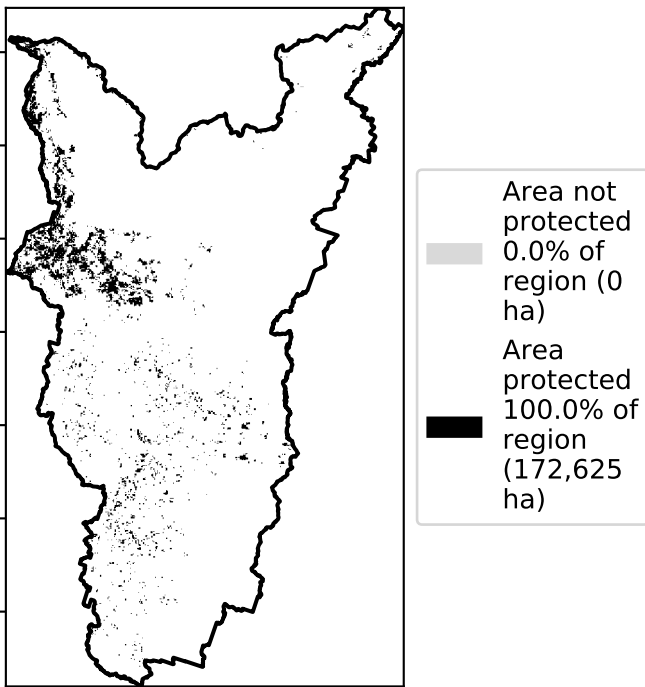 Area not
protected
0.0% of
region (0
ha)
Area
protected
100.0% of
region
(172,625
ha)